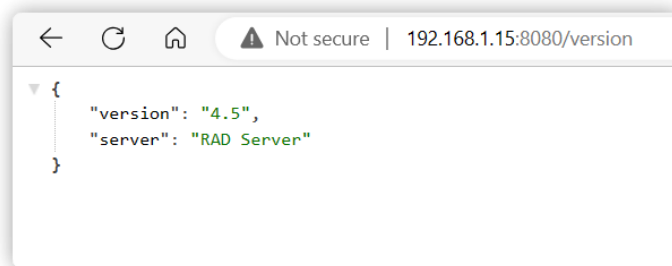 Not secure | 192.168.1.15:8080/version
{
"version": "4.5",
"server": "RAD Server"
}